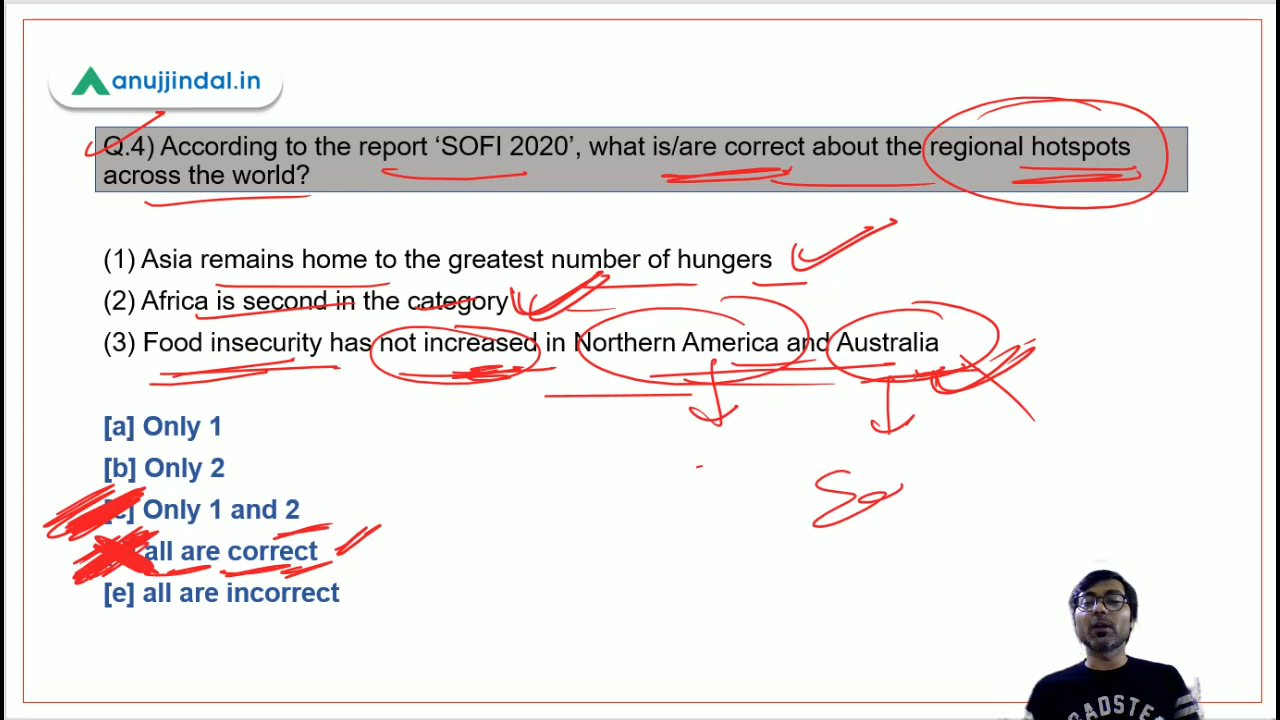 anujjindal.in
Q.4) According to the report ‘SOFI 2020’, what is/are correct about the regional hotspots
across the world?
(1) Asia remains home to the greatest number of hungers
(2) Africa is second in the category
(3) Food insecurity has not increased in Northern America and Australia
[a] Only 1
[b] Only 2
Only 1 and 2
all are correct
[e] all are incorrect